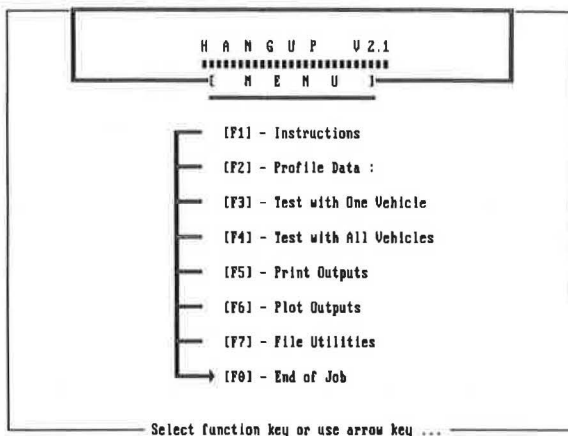 H A N G U P V 2.1
[ M E N U ]
[F1] - Instructions
[F2] - Profile Data :
[F3] - Test with One Vehicle
[F4] - Test with All Vehicles
[F5] - Print Outputs
[F6] - Plot Outputs
[F7] - File Utilities
[F0] - End of Job
Select function key or use arrow key ...